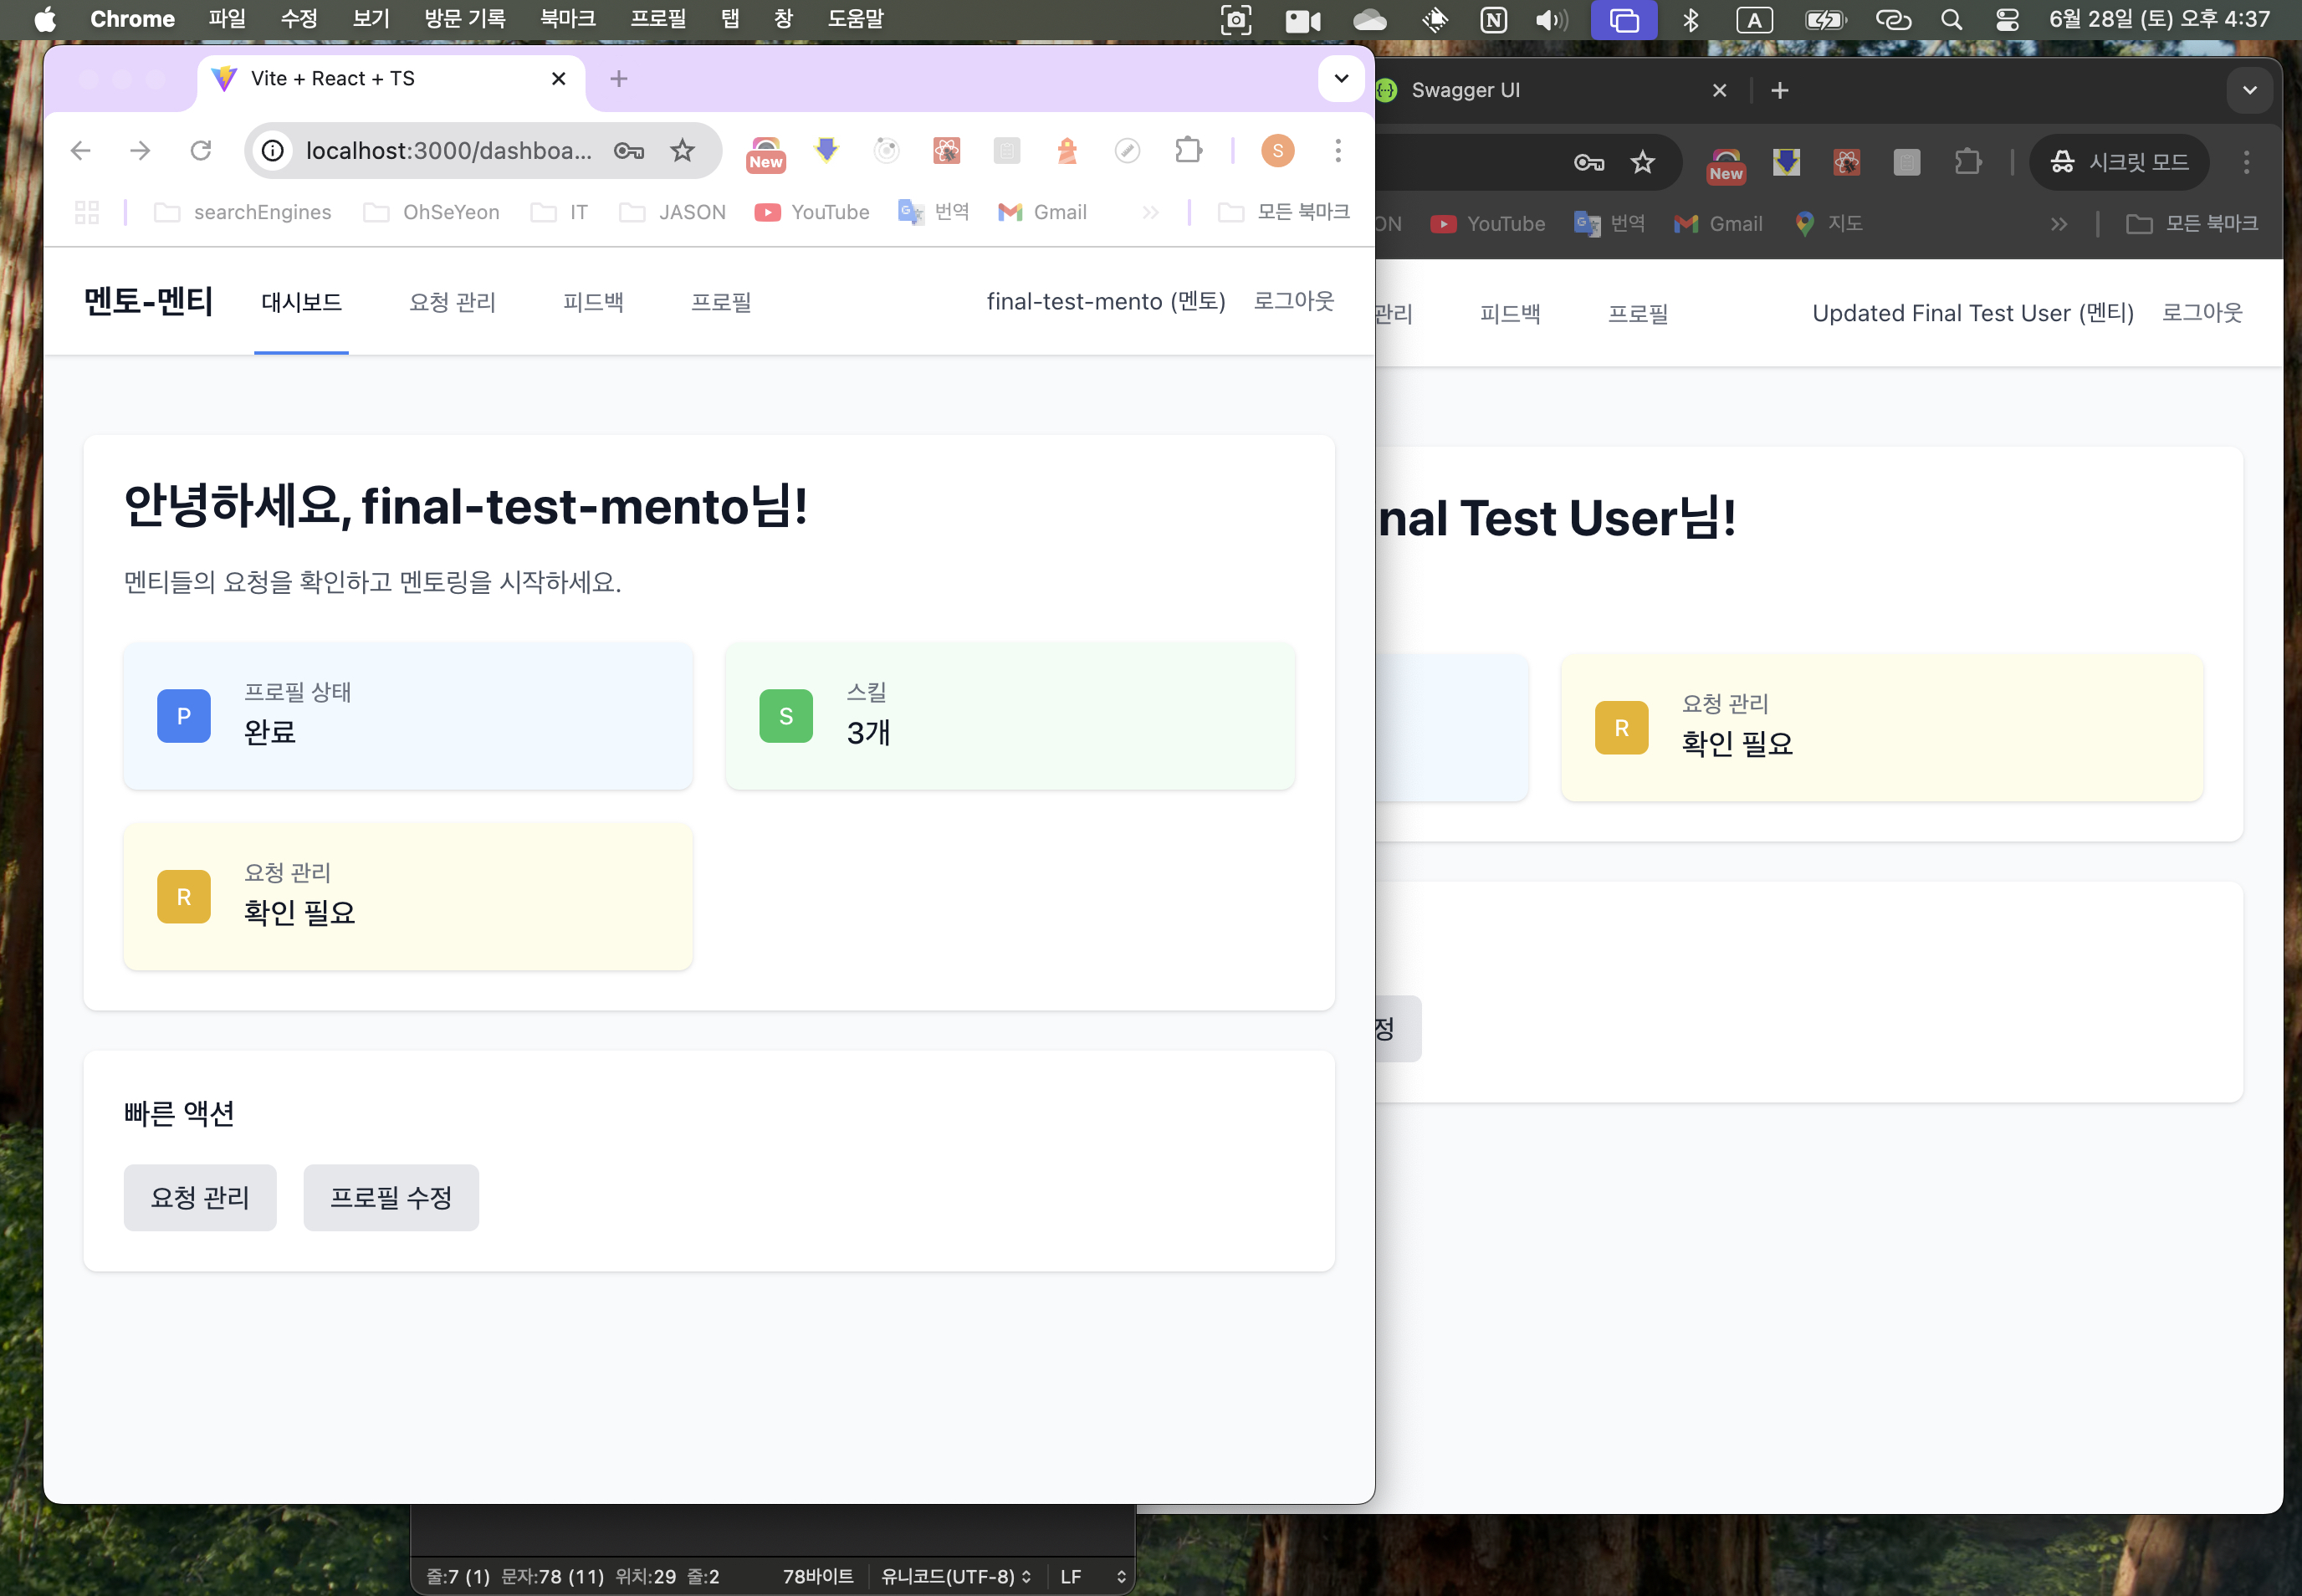 Chrome 파일 수정 보기 방문 기록 북마크 프로필 탭 창 도움말 A 6월 28일 (토) 오후 4:37
Vite + React + TS
localhost:3000/dashboa... New S
searchEngines OhSeYeon IT JASON YouTube 번역 Gmail 모든 북마크
멘토-멘티 대시보드 요청 관리 피드백 프로필 final-test-mento (멘토) 로그아웃
안녕하세요, final-test-mento님!
멘티들의 요청을 확인하고 멘토링을 시작하세요.
P 프로필 상태
완료
S 스킬
3개
R 요청 관리
확인 필요
빠른 액션
요청 관리 프로필 수정
Swagger UI
New 시크릿 모드
ON YouTube 번역 Gmail 지도 모든 북마크
관리 피드백 프로필 Updated Final Test User (멘티) 로그아웃
nal Test User님!
R 요청 관리
확인 필요
정
줄:7 (1) 문자:78 (11) 위치:29 줄:2 78바이트 유니코드(UTF-8) LF